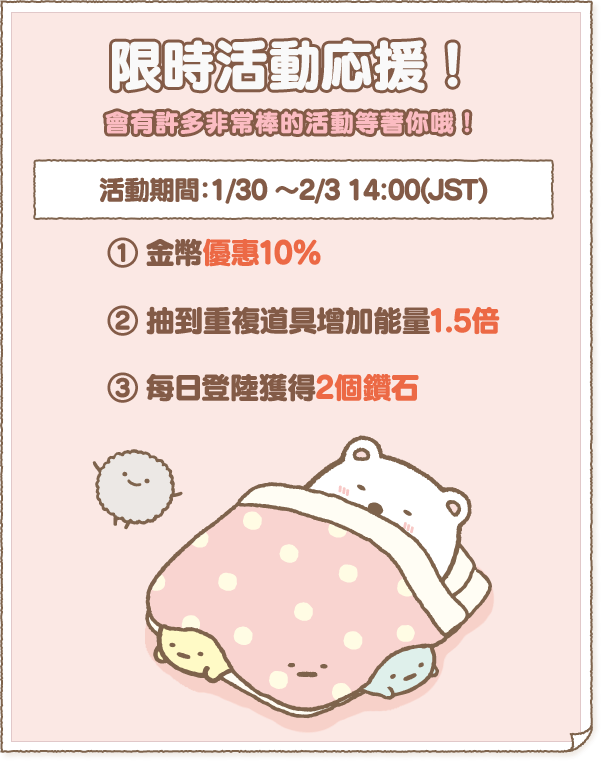 限時活動応援！
會有許多非常棒的活動等著你哦！
活動期間：1/30 ～2/3 14:00(JST)
① 金幣優惠10%
② 抽到重複道具增加能量1.5倍
③ 每日登陸獲得2個鑽石